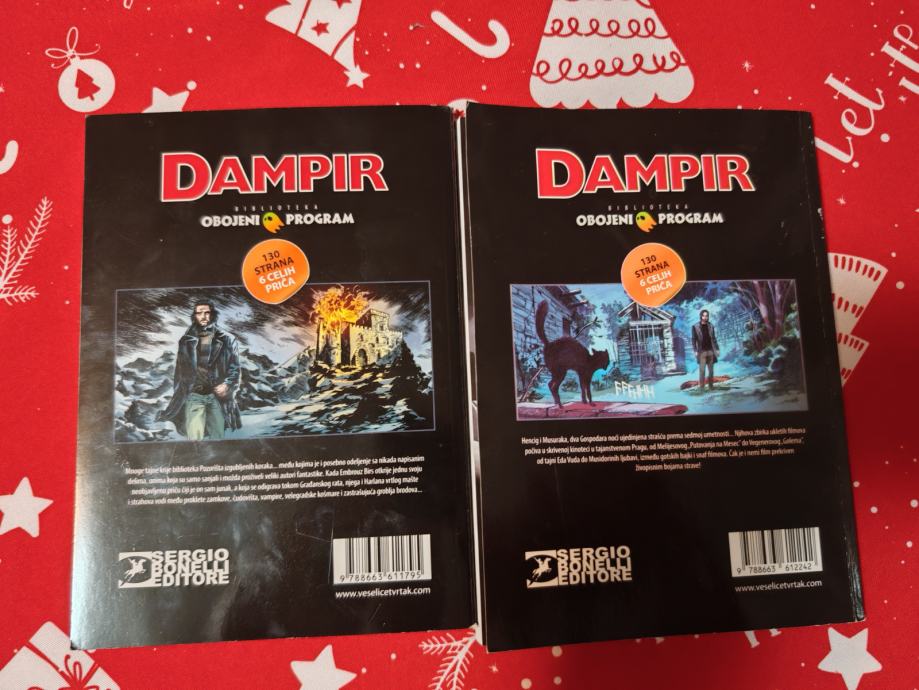 DAMPIR
BIBLIOTEKA
OBOJENI PROGRAM
130
STRANA
6 CELIH
PRIČA
Mnoge tajne krije biblioteka Pozorišta izgubljenih koraka... među kojima je i posebno odeljenje sa nikada napisanim
delima, onima koja su samo sanjali i možda proživeli veliki autori fantastike. Kada Embrouz Birs otkrije jednu svoju
neobjavljenu priču čiji je on sam junak, a koja se odigrava tokom Građanskog rata, njega i Harlana vrtlog mašte
i strahova vodi među proklete zamkove, čudovišta, vampire, velegradske košmare i zastrašujuća groblja brodova...
SERGIO
BONELLI
EDITORE
9 788663 611795
www.veselicetvrtak.com
DAMPIR
BIBLIOTEKA
OBOJENI PROGRAM
130
STRANA
6 CELIH
PRIČA
FFFHHH
Hencig i Musuraka, dva Gospodara noći ujedinjena strašću prema sedmoj umetnosti... Njihova zbirka ukletih filmova
počiva u skrivenoj kinoteci u tajanstvenom Pragu, od Melijesovog „Putovanja na Mesec" do Vegenerovog „Golema",
od tajni Eda Vuda do Musidorinih ljubavi, između gotskih bajki i snaf filmova. Čak je i nemi film prekriven
živopisnim bojama strave!
SERGIO
BONELLI
EDITORE
9 788663 612242
www.veselicetvrtak.com
Let it